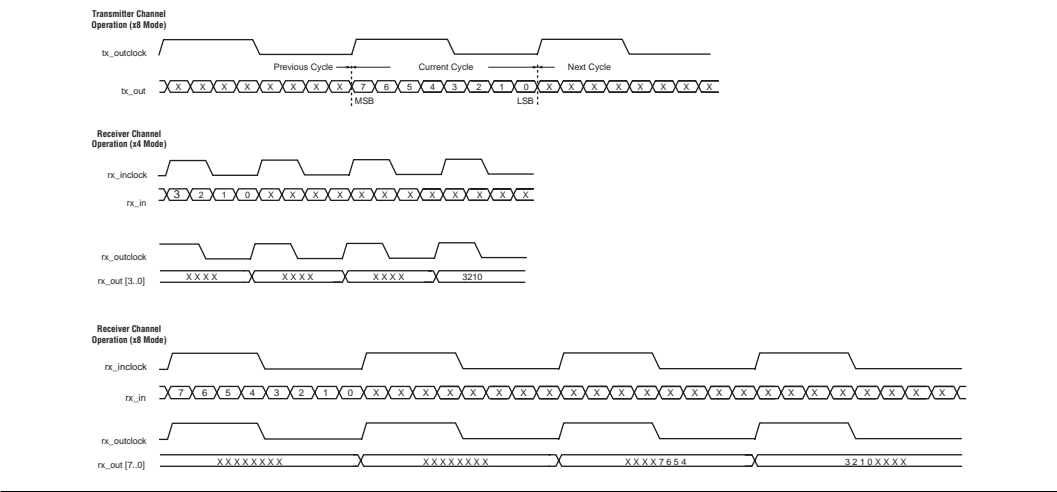 Transmitter Channel
Operation (x8 Mode)
tx_outclock
Previous Cycle Current Cycle Next Cycle
tx_out X X X X X X X X 7 6 5 4 3 2 1 0 X X X X X X X X
MSB LSB
Receiver Channel
Operation (x4 Mode)
rx_inclock
rx_in 3 2 1 0 X X X X X X X X X X X X
rx_outclock
rx_out [3..0] X X X X X X X X X X X X 3210
Receiver Channel
Operation (x8 Mode)
rx_inclock
rx_in 7 6 5 4 3 2 1 0 X X X X X X X X X X X X X X X X X X X X X X X X
rx_outclock
rx_out [7..0] X X X X X X X X X X X X X X X X X X X X 7 6 5 4 3 2 1 0 X X X X